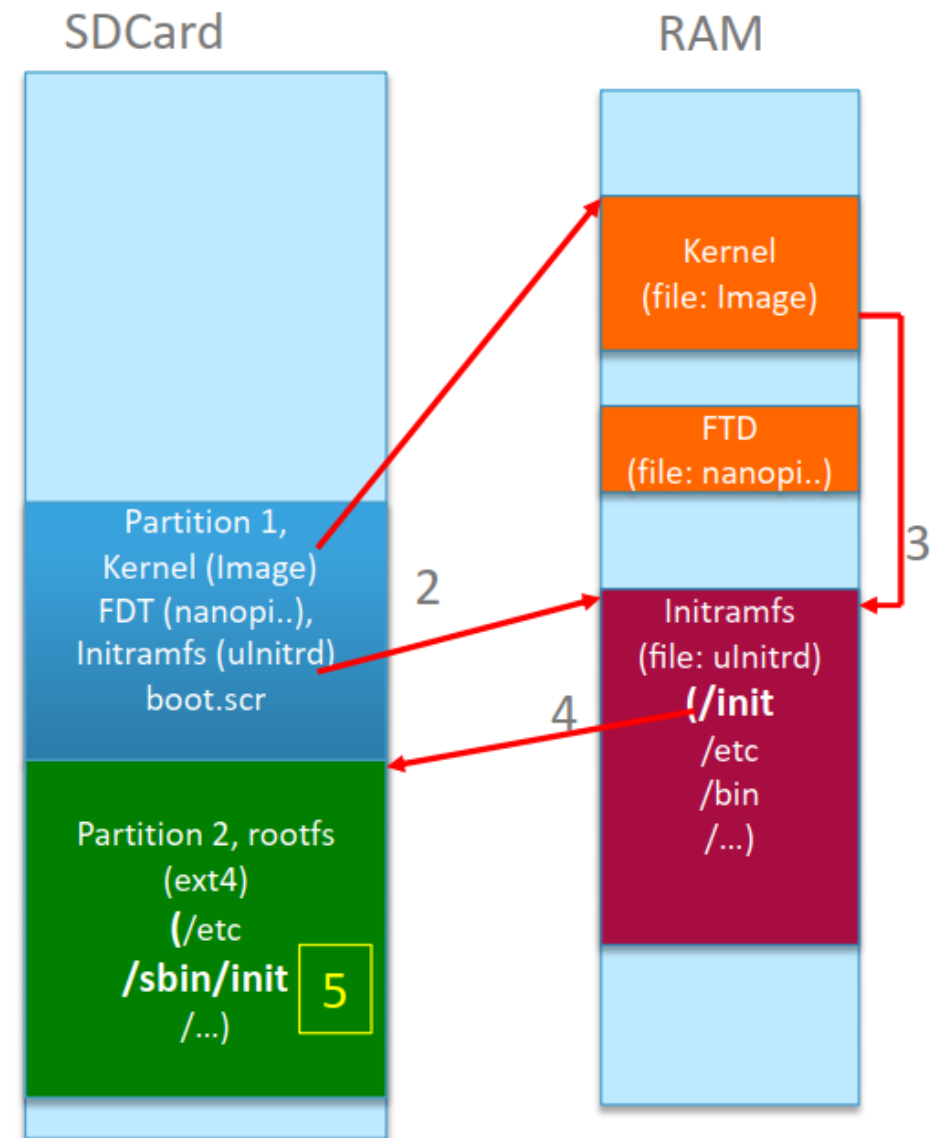 SDCard
RAM
Kernel
(file: Image)
FTD
(file: nanopi..)
Partition 1,
Kernel (Image)
FDT (nanopi..),
Initramfs (uInitrd)
boot.scr
2
3
Initramfs
(file: uInitrd)
(/init
/etc
/bin
/...)
4
Partition 2, rootfs
(ext4)
(/etc
/sbin/init
/...)
5